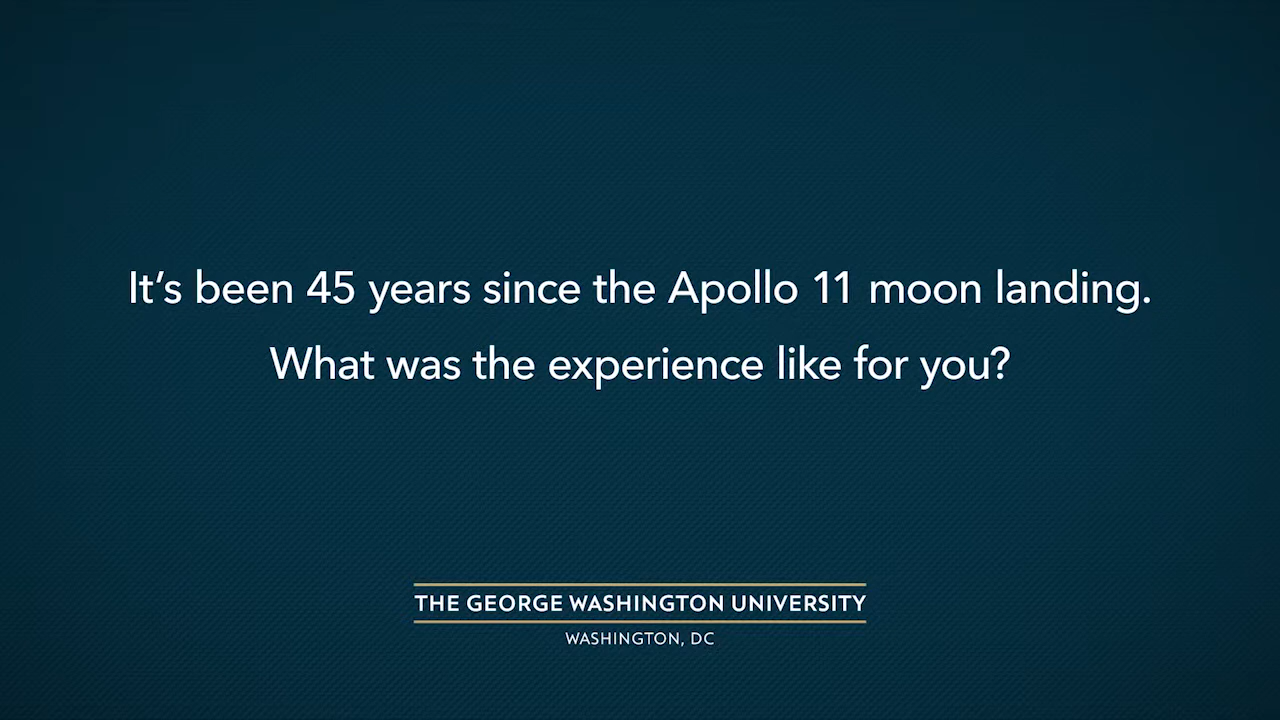 It’s been 45 years since the Apollo 11 moon landing.
What was the experience like for you?
THE GEORGE WASHINGTON UNIVERSITY
WASHINGTON, DC